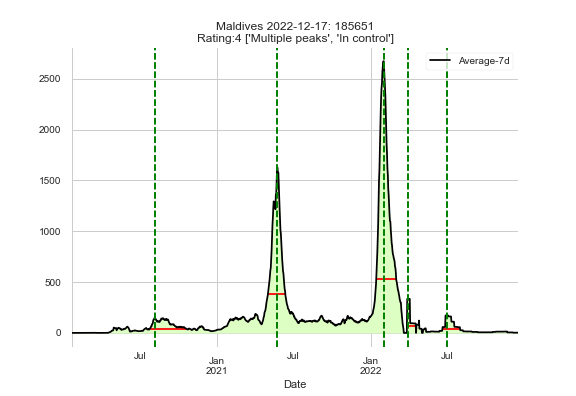 Maldives 2022-12-17: 185651
Rating:4 ['Multiple peaks', 'In control']
Average-7d
2500
2000
1500
1000
500
0
Jul
Jan
2021
Jul
Jan
2022
Jul
Date